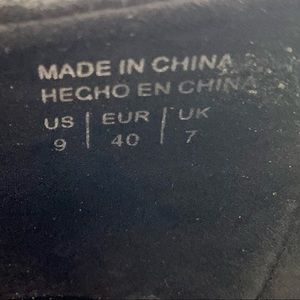 MADE IN CHINA
HECHO EN CHINA
US | EUR | UK
9 | 40 | 7